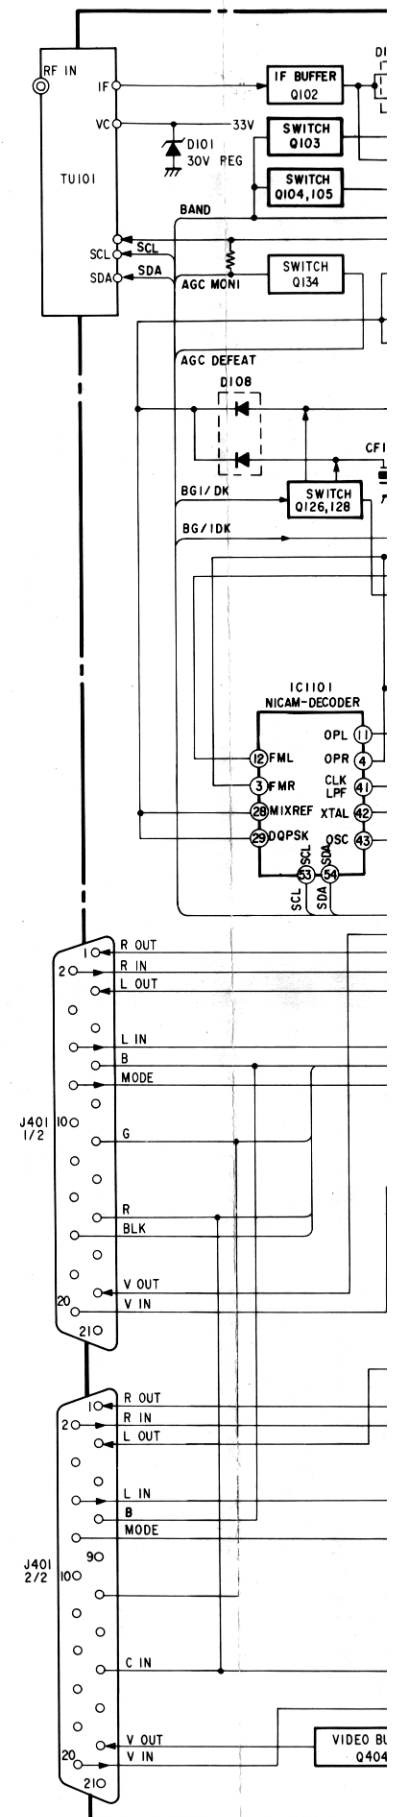 RF IN
IF
IF BUFFER
Q102
VC
33V
D101
30V REG
SWITCH
Q103
TU101
SWITCH
Q104,105
BAND
SCL
SCL
SDA
SDA
AGC MONI
SWITCH
Q134
AGC DEFEAT
D108
BG1/DK
SWITCH
Q126,128
BG/IDK
IC1101
NICAM-DECODER
OPL 11
12 FML
OPR 4
3 FMR
CLK
LPF 41
28 MIXREF
XTAL 42
29 DQPSK
OSC 43
SCL
SDA
53
54
SCL
SDA
1
R OUT
2
R IN
L OUT
L IN
B
MODE
J401
1/2
10
G
R
BLK
V OUT
20
V IN
21
1
R OUT
2
R IN
L OUT
L IN
B
MODE
9
J401
2/2
10
C IN
V OUT
20
V IN
21
VIDEO
Q404